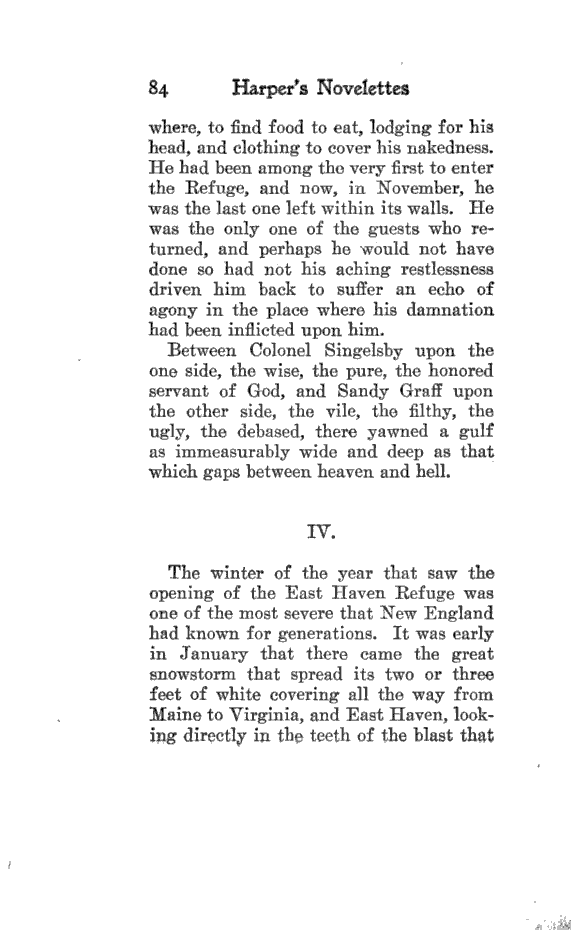 84 Harper's Novelettes
where, to find food to eat, lodging for his
head, and clothing to cover his nakedness.
He had been among the very first to enter
the Refuge, and now, in November, he
was the last one left within its walls. He
was the only one of the guests who re-
turned, and perhaps he would not have
done so had not his aching restlessness
driven him back to suffer an echo of
agony in the place where his damnation
had been inflicted upon him.
Between Colonel Singelsby upon the
one side, the wise, the pure, the honored
servant of God, and Sandy Graff upon
the other side, the vile, the filthy, the
ugly, the debased, there yawned a gulf
as immeasurably wide and deep as that
which gaps between heaven and hell.
IV.
The winter of the year that saw the
opening of the East Haven Refuge was
one of the most severe that New England
had known for generations. It was early
in January that there came the great
snowstorm that spread its two or three
feet of white covering all the way from
Maine to Virginia, and East Haven, look-
ing directly in the teeth of the blast that